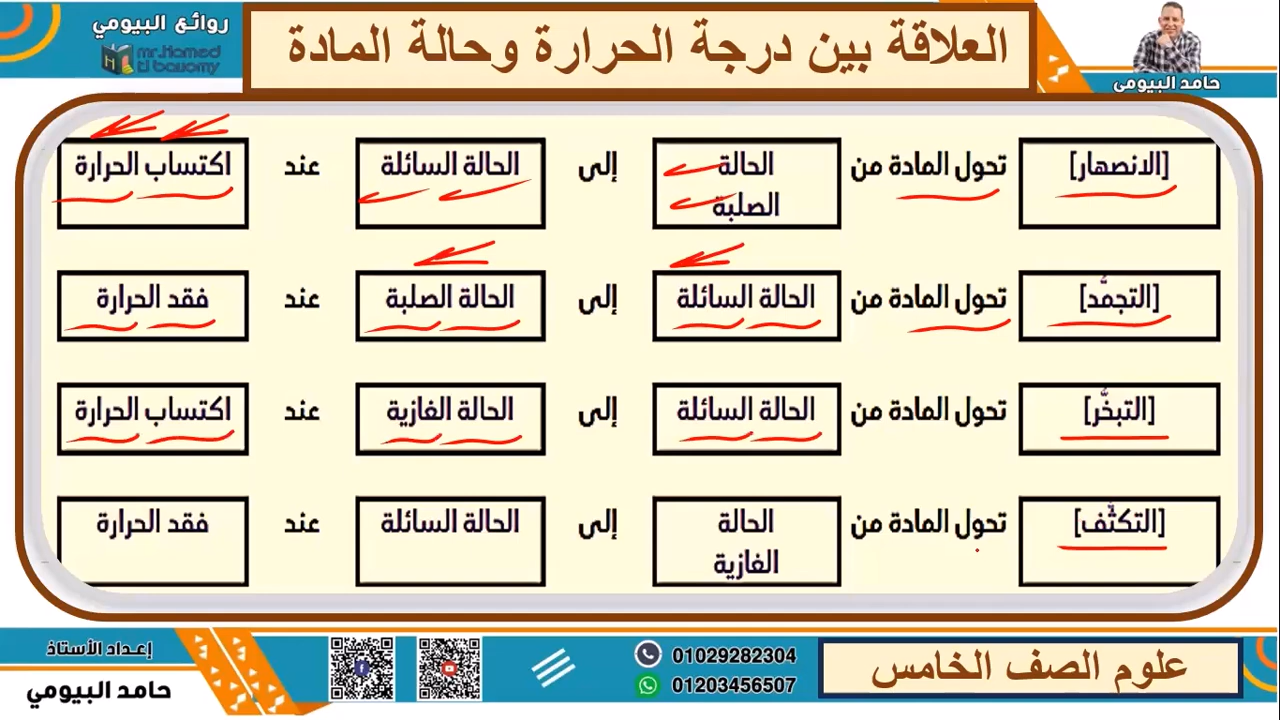 روائع البيومي
mr.Hamed
El bauomy
العلاقة بين درجة الحرارة وحالة المادة
حامد البيومى
[الانصهار] تحول المادة من الحالة الصلبة إلى الحالة السائلة عند اكتساب الحرارة
[التجمُّد] تحول المادة من الحالة السائلة إلى الحالة الصلبة عند فقد الحرارة
[التبخُّر] تحول المادة من الحالة السائلة إلى الحالة الغازية عند اكتساب الحرارة
[التكثُّف] تحول المادة من الحالة الغازية إلى الحالة السائلة عند فقد الحرارة
علوم الصف الخامس
01029282304
01203456507
إعداد الأستاذ
حامد البيومي